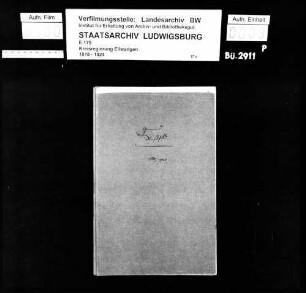 Aufn. Film
Verfilmungsstelle: Landesarchiv BW
Institut für Erhaltung von Archiv- und Bibliotheksgut
STAATSARCHIV LUDWIGSBURG
E 175
Kreisregierung Ellwangen
1818 - 1924
Aufn. Einheit
Bü. 2911
P